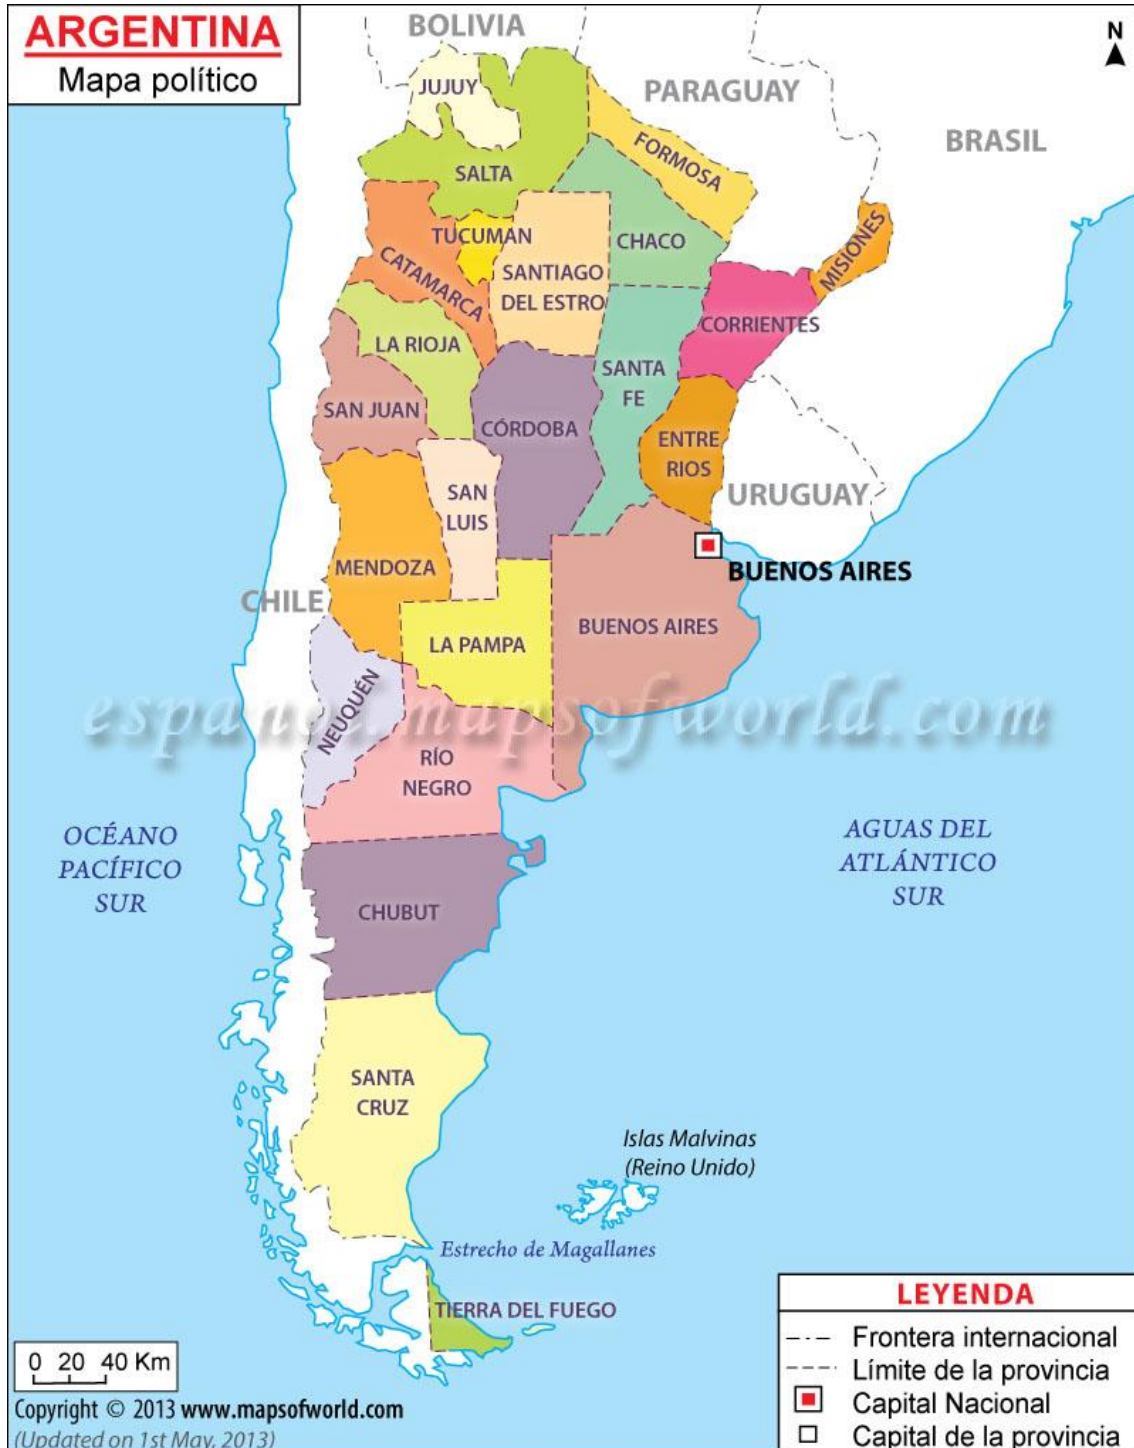 ARGENTINA
Mapa político
N
BOLIVIA
PARAGUAY
BRASIL
JUJUY
FORMOSA
SALTA
MISIONES
TUCUMAN
CHACO
CATAMARCA
SANTIAGO
DEL ESTRO
CORRIENTES
LA RIOJA
SANTA
FE
SAN JUAN
CÓRDOBA
ENTRE
RIOS
SAN
LUIS
URUGUAY
MENDOZA
BUENOS AIRES
CHILE
BUENOS AIRES
LA PAMPA
NEUQUÉN
espanol.mapsofworld.com
RÍO
NEGRO
OCÉANO
PACÍFICO
SUR
AGUAS DEL
ATLÁNTICO
SUR
CHUBUT
SANTA
CRUZ
Islas Malvinas
(Reino Unido)
Estrecho de Magallanes
TIERRA DEL FUEGO
LEYENDA
Frontera internacional
Límite de la provincia
Capital Nacional
Capital de la provincia
0 20 40 Km
Copyright © 2013 www.mapsofworld.com
(Updated on 1st May, 2013)